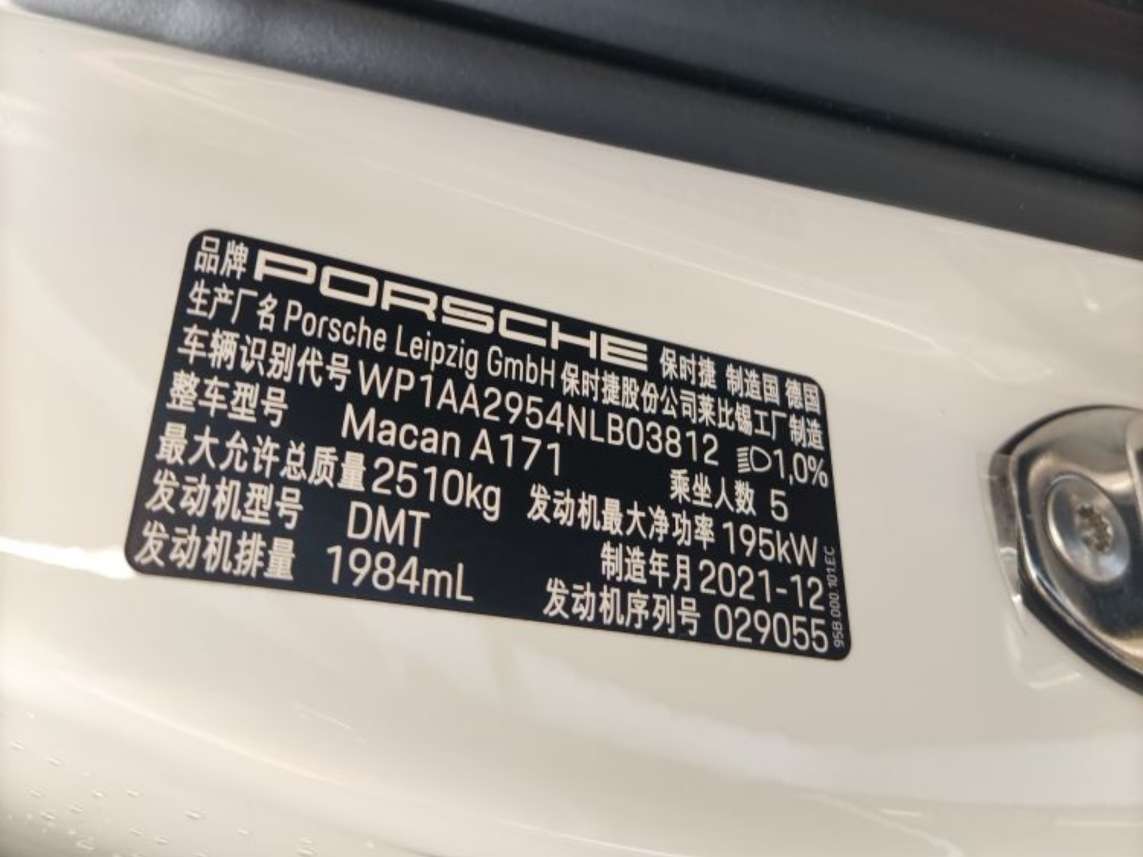 品牌 PORSCHE 保时捷 制造国 德国
生产厂名 Porsche Leipzig GmbH 保时捷股份公司莱比锡工厂制造
车辆识别代号 WP1AA2954NLB03812 1,0%
整车型号 Macan A171 乘坐人数 5
最大允许总质量 2510kg 发动机最大净功率 195kW
发动机型号 DMT 制造年月 2021-12
发动机排量 1984mL 发动机序列号 029055
95B.000.101.EC